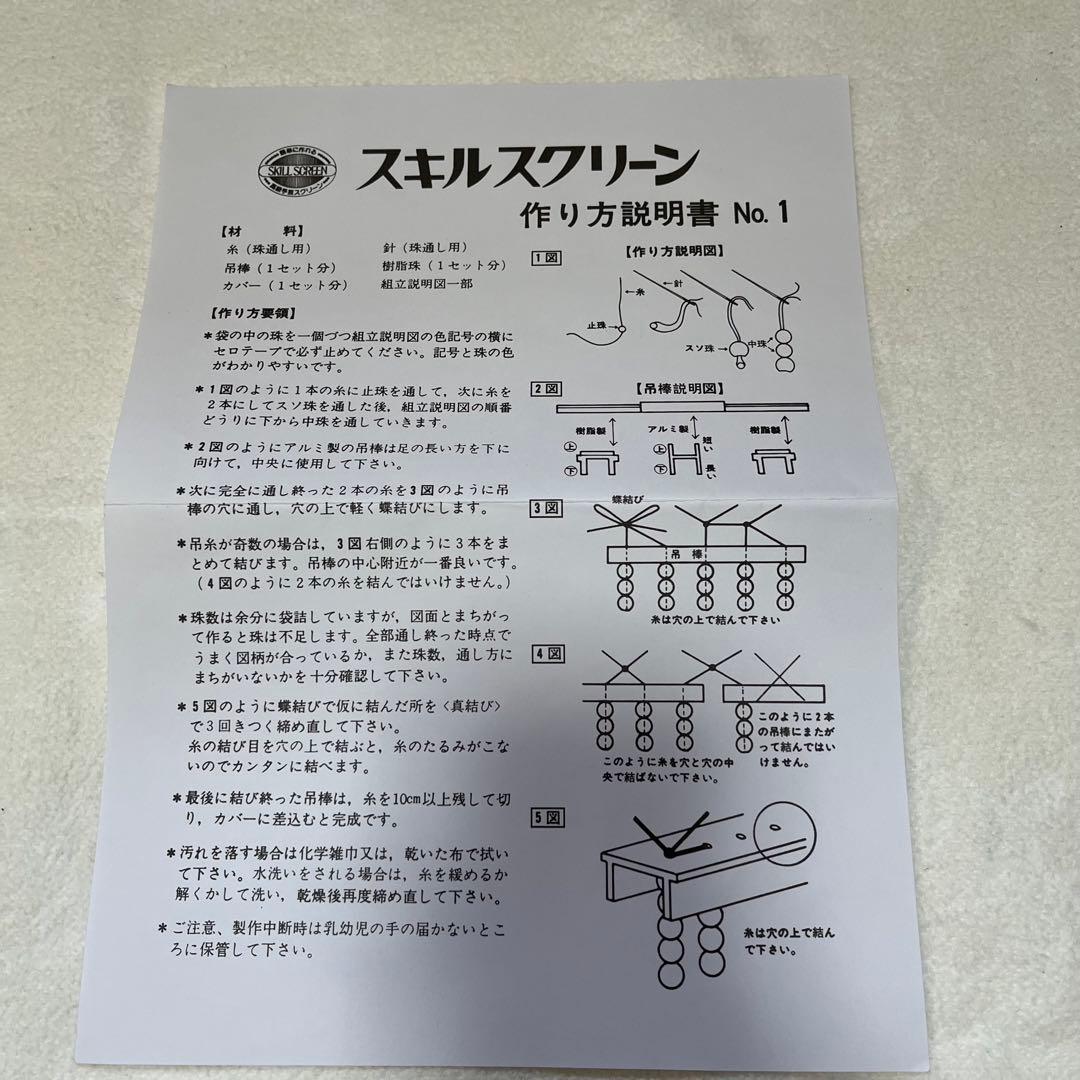 簡単に作れる
SKILL SCREEN
高級手芸スクリーン
スキルスクリーン
作り方説明書 No.1
【材　料】
糸（珠通し用）　針（珠通し用）
吊棒（１セット分）　樹脂珠（１セット分）
カバー（１セット分）　組立説明図一部
【作り方要領】
＊袋の中の珠を一個づつ組立説明図の色記号の横に
セロテープで必ず止めてください。記号と珠の色
がわかりやすいです。
＊１図のように１本の糸に止珠を通して，次に糸を
２本にしてスソ珠を通した後，組立説明図の順番
どうりに下から中珠を通していきます。
＊２図のようにアルミ製の吊棒は足の長い方を下に
向けて，中央に使用して下さい。
＊次に完全に通し終った２本の糸を３図のように吊
棒の穴に通し，穴の上で軽く蝶結びにします。
＊吊糸が奇数の場合は，３図右側のように３本をま
とめて結びます。吊棒の中心附近が一番良いです。
（４図のように２本の糸を結んではいけません。）
＊珠数は余分に袋詰していますが，図面とまちがっ
て作ると珠は不足します。全部通し終った時点で
うまく図柄が合っているか，また珠数，通し方に
まちがいないかを十分確認して下さい。
＊５図のように蝶結びで仮に結んだ所を〈真結び〉
で３回きつく締め直して下さい。
糸の結び目を穴の上で結ぶと，糸のたるみがこな
いのでカンタンに結べます。
＊最後に結び終った吊棒は，糸を10cm以上残して切
り，カバーに差込むと完成です。
＊汚れを落す場合は化学雑巾又は，乾いた布で拭い
て下さい。水洗いをされる場合は，糸を緩めるか
解くかして洗い，乾燥後再度締め直して下さい。
＊ご注意、製作中断時は乳幼児の手の届かないとこ
ろに保管して下さい。
１図
【作り方説明図】
糸
針
止珠
スソ珠
中珠
２図
【吊棒説明図】
樹脂製
アルミ製
短い
樹脂製
上
下
上
下
長い
３図
蝶結び
吊　棒
糸は穴の上で結んで下さい
４図
このように糸を穴と穴の中
央で結ばないで下さい。
このように２本
の吊棒にまたが
って結んではい
けません。
５図
糸は穴の上で結ん
で下さい。